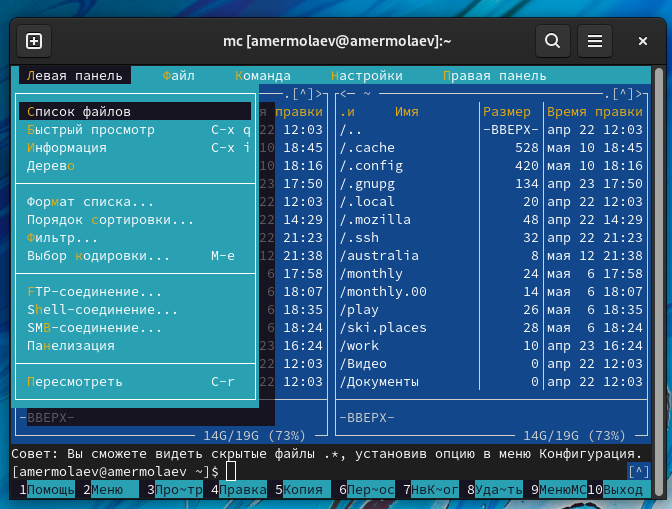 mc [amermolaev@amermolaev]:~
Левая панель Файл Команда Настройки Правая панель
.[^]> <─ ~ .[^]>
Список файлов я правки .и Имя Размер Время правки
Быстрый просмотр C-x q 22 12:03 /.. -ВВЕРХ- апр 22 12:03
Информация C-x i 10 18:45 /.cache 528 мая 10 18:45
Дерево 10 18:16 /.config 420 мая 10 18:16
23 17:50 /.gnupg 134 апр 23 17:50
Формат списка... 22 12:03 /.local 20 апр 22 12:03
Порядок сортировки... 22 14:29 /.mozilla 48 апр 22 14:29
Фильтр... 22 21:23 /.ssh 32 апр 22 21:23
Выбор кодировки... M-e 12 21:38 /australia 8 мая 12 21:38
6 17:58 /monthly 24 мая 6 17:58
FTP-соединение... 6 18:07 /monthly.00 14 мая 6 18:07
Shell-соединение... 6 18:35 /play 26 мая 6 18:35
SMB-соединение... 6 18:24 /ski.places 28 мая 6 18:24
Панелизация 23 16:24 /work 10 апр 23 16:24
22 12:03 /Видео 0 апр 22 12:03
Пересмотреть C-r 22 12:03 /Документы 0 апр 22 12:03
-ВВЕРХ- -ВВЕРХ-
14G/19G (73%) 14G/19G (73%)
Совет: Вы сможете видеть скрытые файлы .*, установив опцию в меню Конфигурация.
[amermolaev@amermolaev ~]$ [^]
1Помощь 2Меню 3Про~тр 4Правка 5Копия 6Пер~ос 7НвК~ог 8Уда~ть 9МенюMC 10Выход